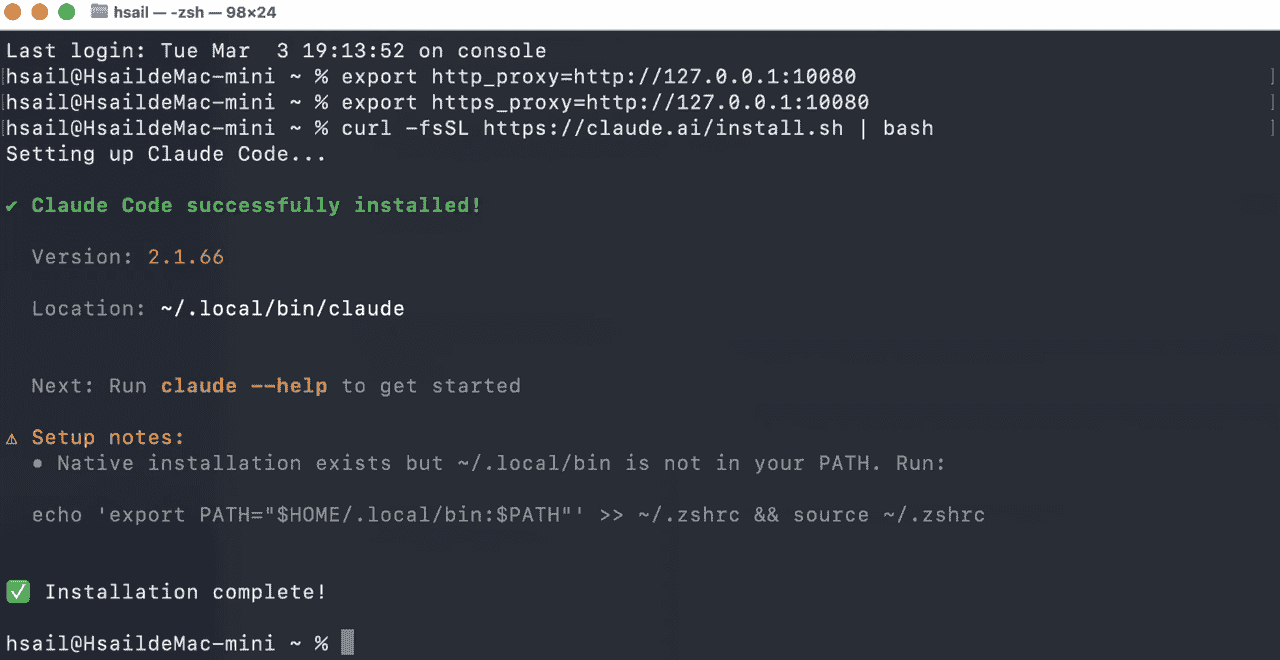 hsail — -zsh — 98×24
Last login: Tue Mar  3 19:13:52 on console
hsail@HsaildeMac-mini ~ % export http_proxy=http://127.0.0.1:10080
hsail@HsaildeMac-mini ~ % export https_proxy=http://127.0.0.1:10080
hsail@HsaildeMac-mini ~ % curl -fsSL https://claude.ai/install.sh | bash
Setting up Claude Code...
✔ Claude Code successfully installed!
Version: 2.1.66
Location: ~/.local/bin/claude
Next: Run claude --help to get started
⚠ Setup notes:
● Native installation exists but ~/.local/bin is not in your PATH. Run:
echo 'export PATH="$HOME/.local/bin:$PATH"' >> ~/.zshrc && source ~/.zshrc
✅ Installation complete!
hsail@HsaildeMac-mini ~ %